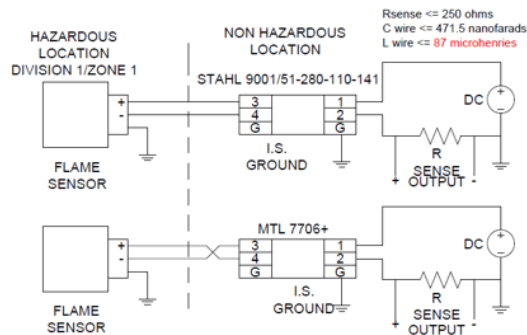 Rsense <= 250 ohms
C wire <= 471.5 nanofarads
L wire <= 87 microhenries
HAZARDOUS
LOCATION
DIVISION 1/ZONE 1
NON HAZARDOUS
LOCATION
STAHL 9001/51-280-110-141
+
-
3
4
G
1
2
DC
+
-
I.S.
GROUND
FLAME
SENSOR
R
SENSE
+ OUTPUT -
MTL 7706+
+
-
3
4
G
1
2
DC
+
-
I.S.
GROUND
FLAME
SENSOR
R
SENSE
+ OUTPUT -